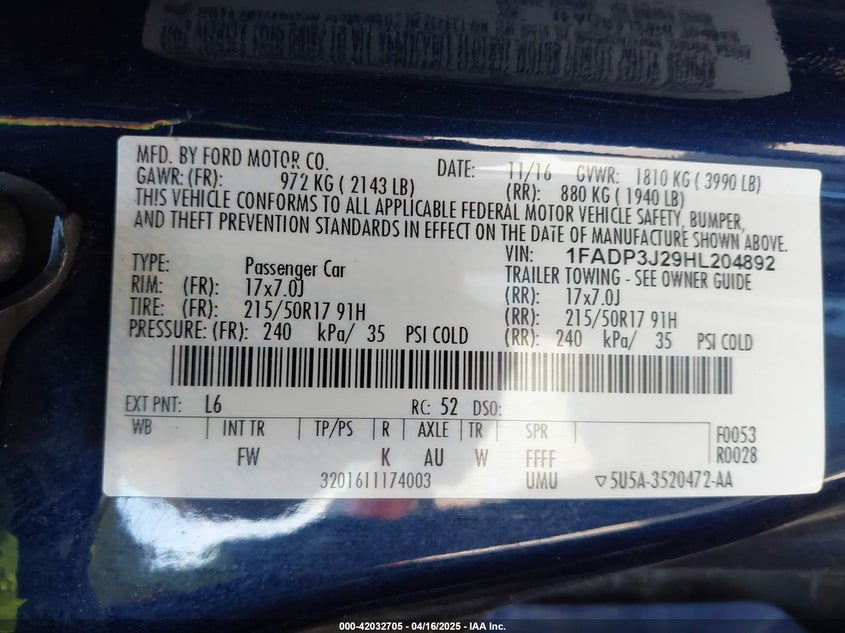 MFD. BY FORD MOTOR CO. DATE: 11/16 GVWR: 1810 KG ( 3990 LB)
GAWR: (FR): 972 KG ( 2143 LB) (RR): 880 KG ( 1940 LB)
THIS VEHICLE CONFORMS TO ALL APPLICABLE FEDERAL MOTOR VEHICLE SAFETY, BUMPER,
AND THEFT PREVENTION STANDARDS IN EFFECT ON THE DATE OF MANUFACTURE SHOWN ABOVE.
VIN: 1FADP3J29HL204892
TYPE: Passenger Car TRAILER TOWING - SEE OWNER GUIDE
RIM: (FR): 17x7.0J (RR): 17x7.0J
TIRE: (FR): 215/50R17 91H (RR): 215/50R17 91H
PRESSURE: (FR): 240 kPa/ 35 PSI COLD (RR): 240 kPa/ 35 PSI COLD
EXT PNT: L6 RC: 52 DSO:
WB INT TR TP/PS R AXLE TR SPR F0053
FW K AU W FFFF R0028
3201611174003 UMU ▽5U5A-3520472-AA
000-42032705 - 04/16/2025 - IAA Inc.